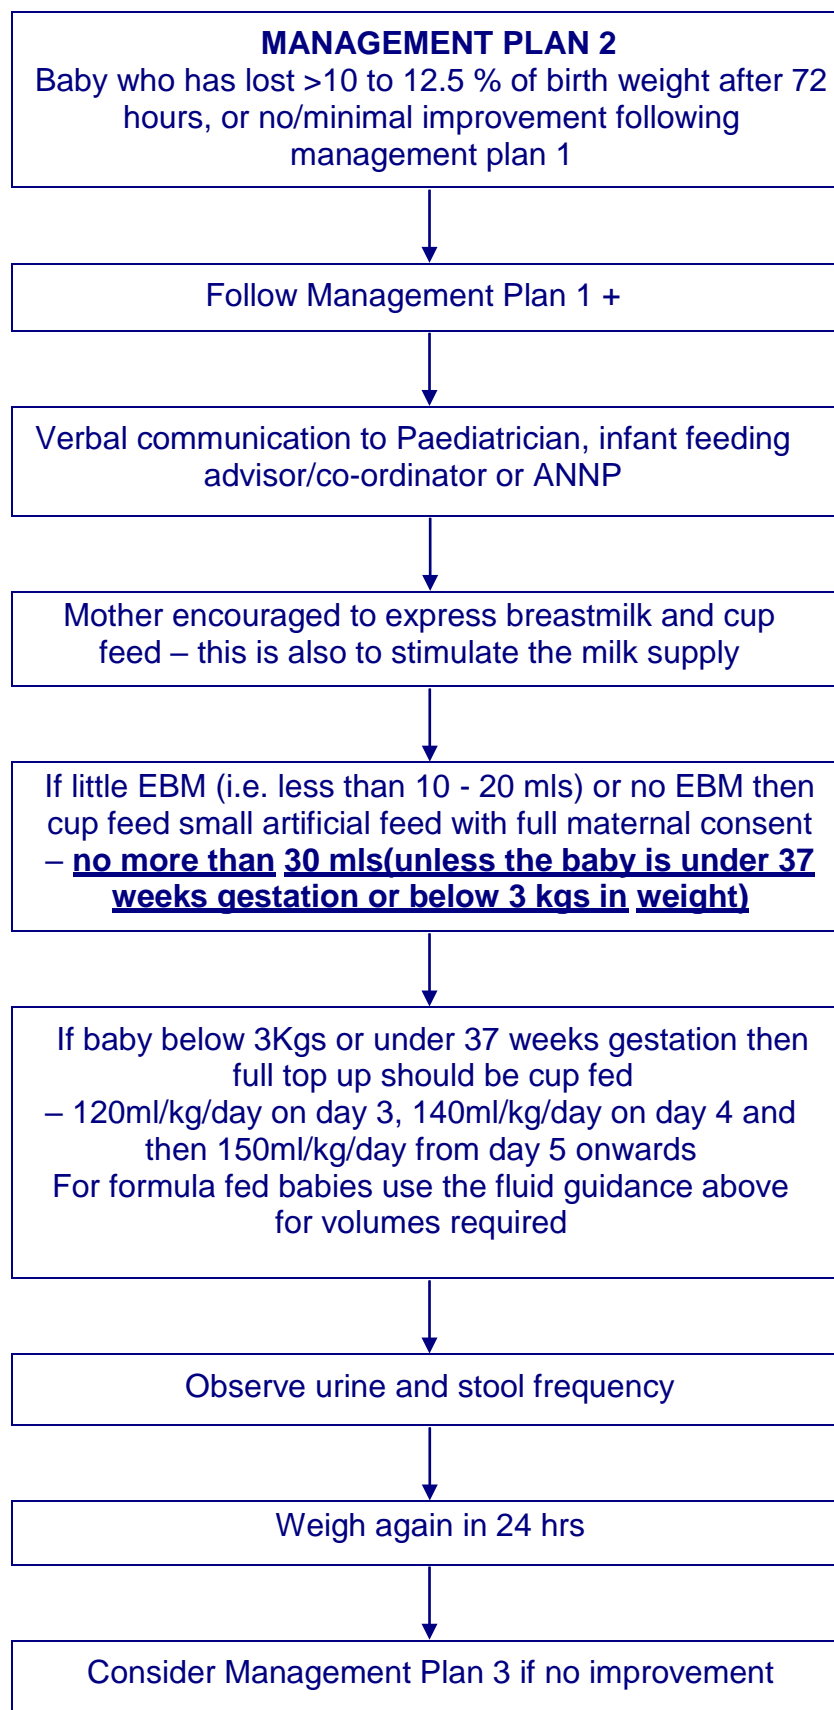 MANAGEMENT PLAN 2
Baby who has lost >10 to 12.5 % of birth weight after 72
hours, or no/minimal improvement following
management plan 1
Follow Management Plan 1 +
Verbal communication to Paediatrician, infant feeding
advisor/co-ordinator or ANNP
Mother encouraged to express breastmilk and cup
feed – this is also to stimulate the milk supply
If little EBM (i.e. less than 10 - 20 mls) or no EBM then
cup feed small artificial feed with full maternal consent
– no more than 30 mls(unless the baby is under 37
weeks gestation or below 3 kgs in weight)
If baby below 3Kgs or under 37 weeks gestation then
full top up should be cup fed
– 120ml/kg/day on day 3, 140ml/kg/day on day 4 and
then 150ml/kg/day from day 5 onwards
For formula fed babies use the fluid guidance above
for volumes required
Observe urine and stool frequency
Weigh again in 24 hrs
Consider Management Plan 3 if no improvement